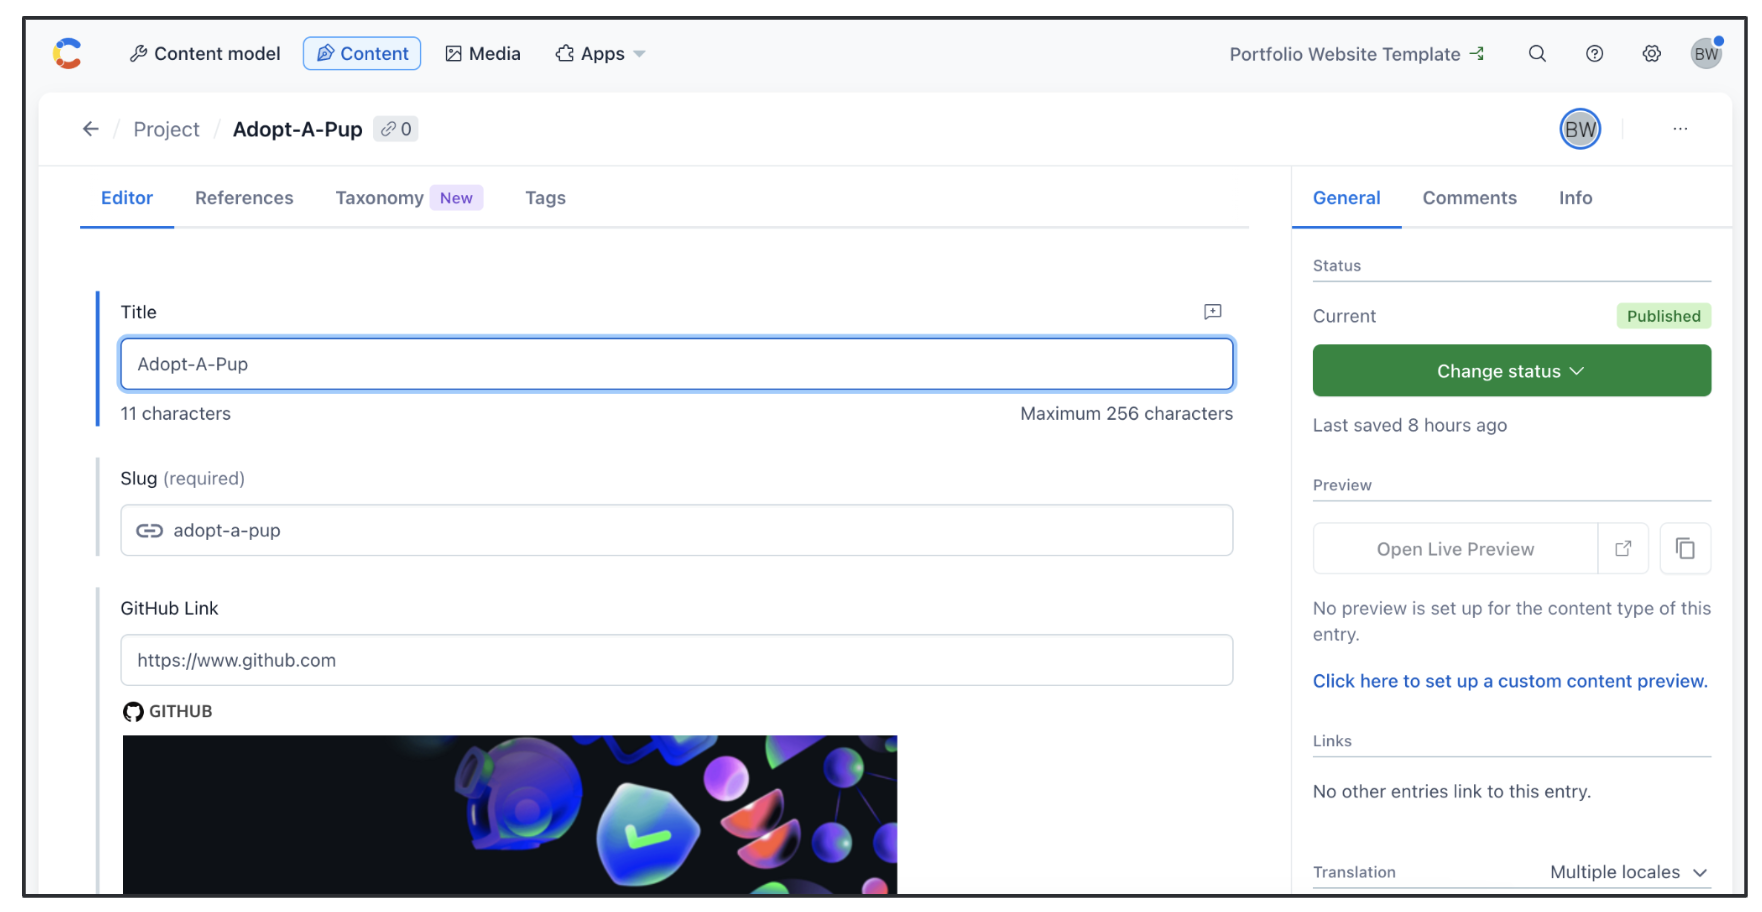 Content model Content Media Apps Portfolio Website Template BW
/ Project / Adopt-A-Pup 0 BW ...
Editor References Taxonomy New Tags
General Comments Info
Status
Current Published
Change status
Last saved 8 hours ago
Preview
Open Live Preview
No preview is set up for the content type of this
entry.
Click here to set up a custom content preview.
Links
No other entries link to this entry.
Translation Multiple locales
Title
Adopt-A-Pup
11 characters Maximum 256 characters
Slug (required)
adopt-a-pup
GitHub Link
https://www.github.com
GITHUB